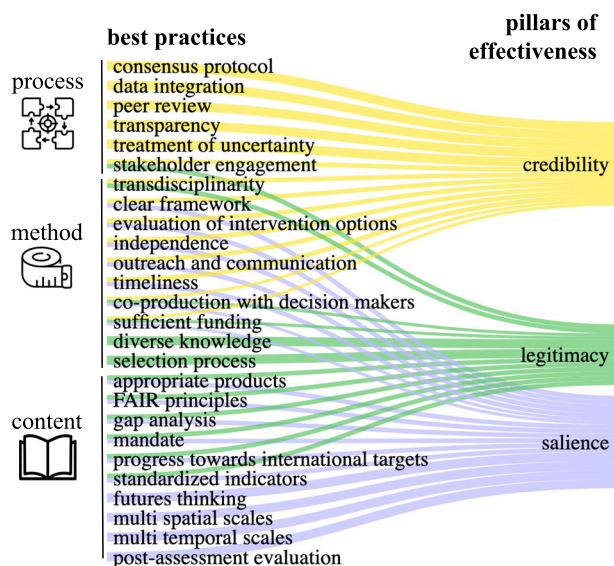 best practices
pillars of
effectiveness
process
consensus protocol
data integration
peer review
transparency
treatment of uncertainty
stakeholder engagement
method
transdisciplinarity
clear framework
evaluation of intervention options
independence
outreach and communication
timeliness
co-production with decision makers
sufficient funding
diverse knowledge
selection process
content
appropriate products
FAIR principles
gap analysis
mandate
progress towards international targets
standardized indicators
futures thinking
multi spatial scales
multi temporal scales
post-assessment evaluation
credibility
legitimacy
salience